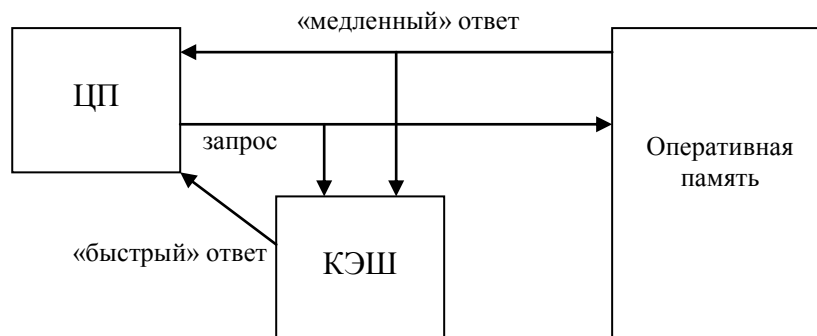 «медленный» ответ
ЦП
запрос
Оперативная
память
«быстрый» ответ
КЭШ